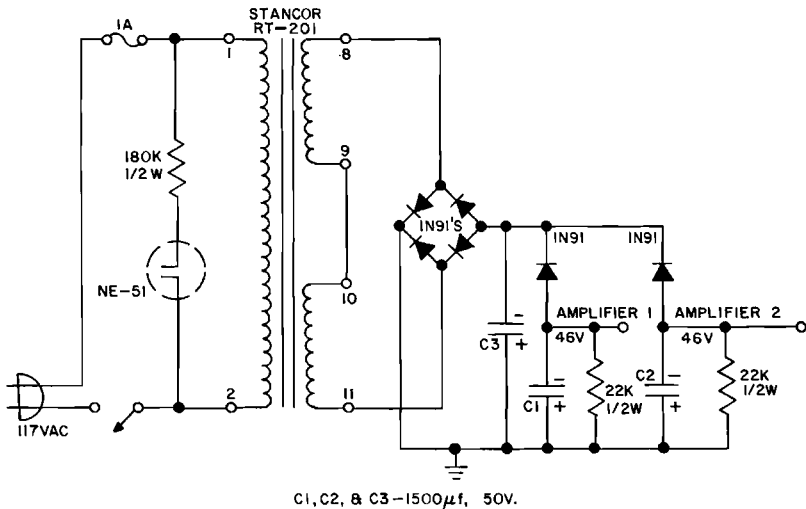 STANCOR
RT-201
1A
1
8
180K
1/2 W
9
1N91'S
1N91
1N91
NE-51
10
AMPLIFIER 1
AMPLIFIER 2
−
46V
46V
C3
+
−
C2
−
22K
1/2W
2
11
C1
+
22K
1/2W
+
117VAC
C1, C2, & C3-1500µf, 50V.